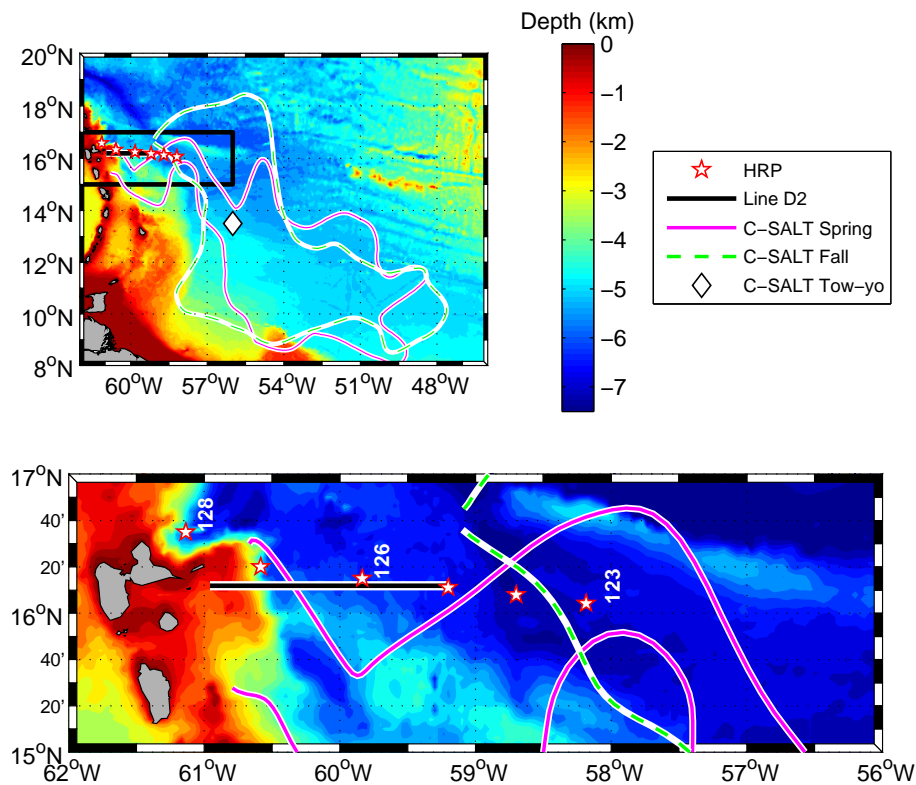 Depth (km)
20°N
18°N
16°N
14°N
12°N
10°N
8°N
60°W
57°W
54°W
51°W
48°W
0
−1
−2
−3
−4
−5
−6
−7
HRP
Line D2
C−SALT Spring
C−SALT Fall
C−SALT Tow−yo
17°N
40'
20'
16°N
40'
20'
15°N
62°W
61°W
60°W
59°W
58°W
57°W
56°W
128
126
123